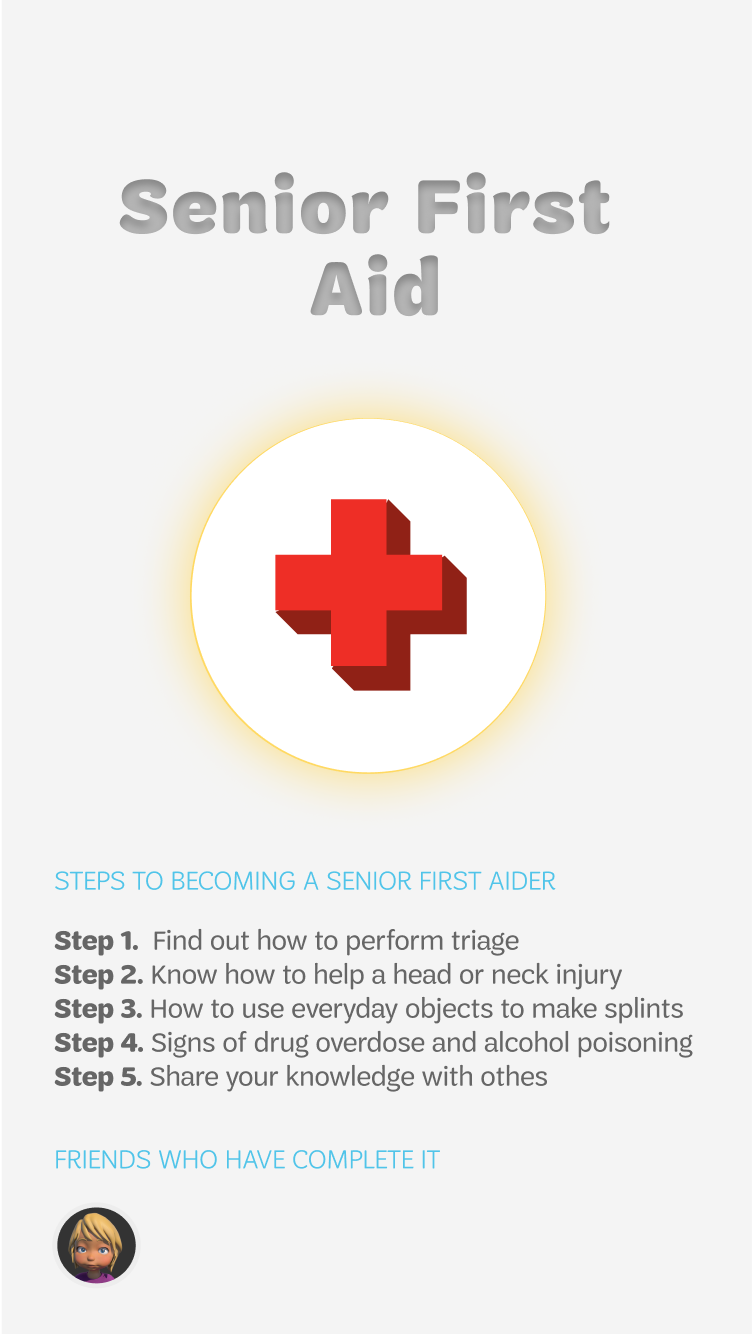 Senior First
Aid
STEPS TO BECOMING A SENIOR FIRST AIDER
Step 1. Find out how to perform triage
Step 2. Know how to help a head or neck injury
Step 3. How to use everyday objects to make splints
Step 4. Signs of drug overdose and alcohol poisoning
Step 5. Share your knowledge with othes
FRIENDS WHO HAVE COMPLETE IT